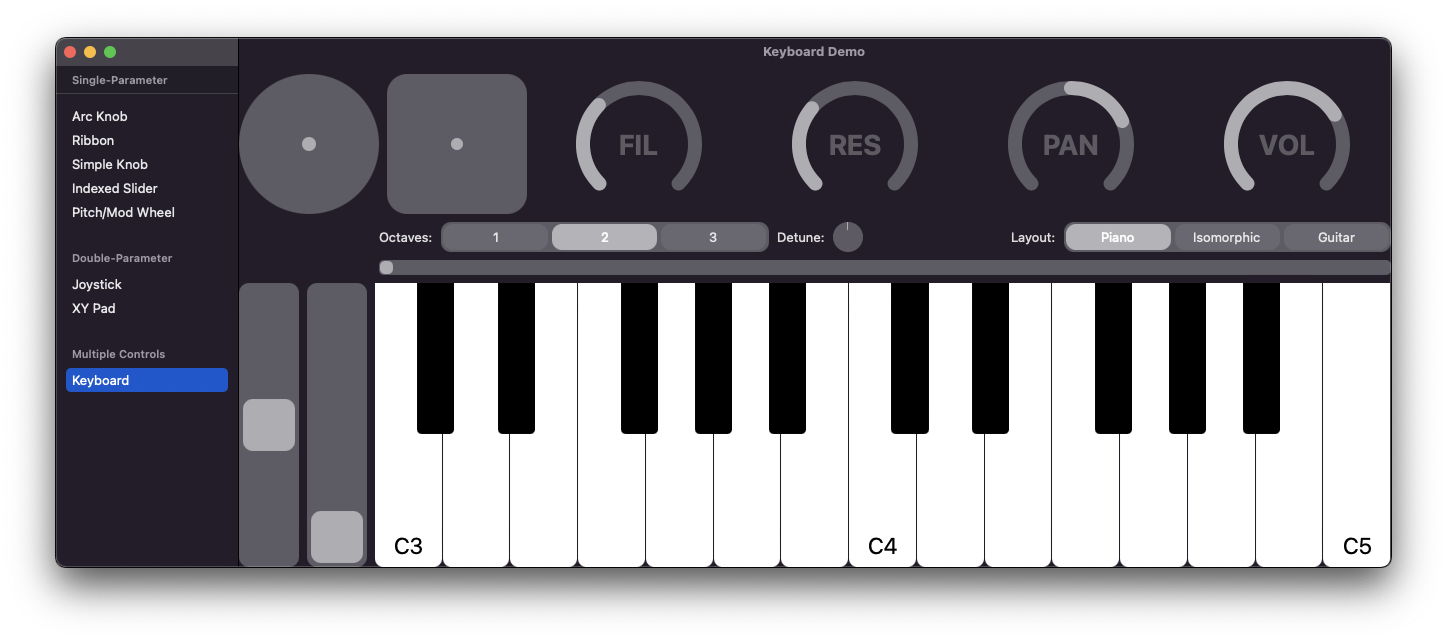 Keyboard Demo
Single-Parameter
Arc Knob
Ribbon
Simple Knob
Indexed Slider
Pitch/Mod Wheel
Double-Parameter
Joystick
XY Pad
Multiple Controls
Keyboard
FIL RES PAN VOL
Octaves: 1 2 3 Detune: Layout: Piano Isomorphic Guitar
C3 C4 C5